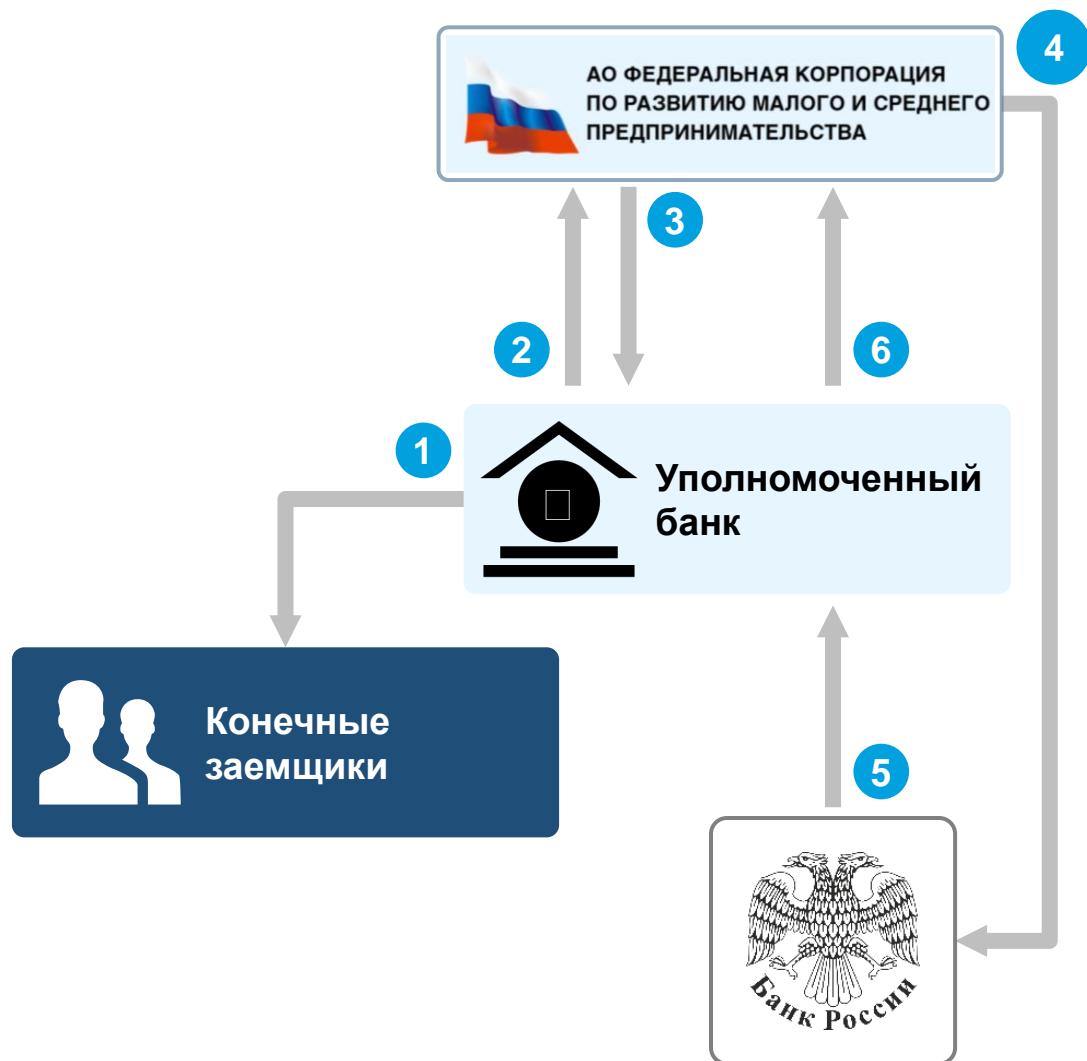 4
АО ФЕДЕРАЛЬНАЯ КОРПОРАЦИЯ
ПО РАЗВИТИЮ МАЛОГО И СРЕДНЕГО
ПРЕДПРИНИМАТЕЛЬСТВА
3
2
6
1
Уполномоченный
банк
Конечные
заемщики
5
Банк России